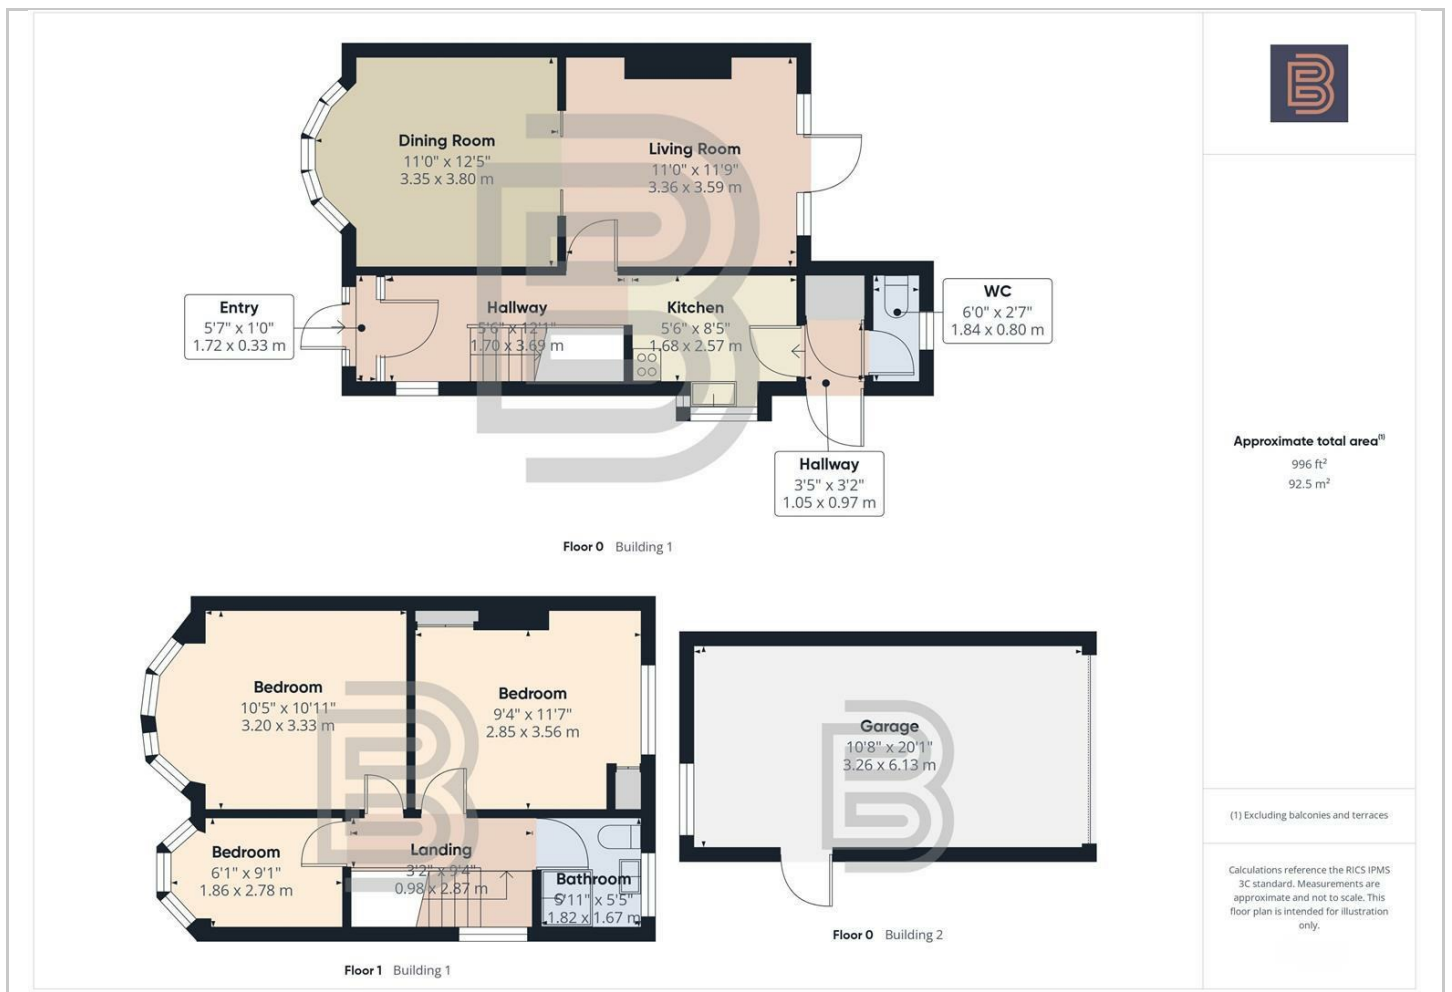 Dining Room
11'0" x 12'5"
3.35 x 3.80 m
Living Room
11'0" x 11'9"
3.36 x 3.59 m
Entry
5'7" x 1'0"
1.72 x 0.33 m
Hallway
5'6" x 12'1"
1.70 x 3.69 m
Kitchen
5'6" x 8'5"
1.68 x 2.57 m
WC
6'0" x 2'7"
1.84 x 0.80 m
Hallway
3'5" x 3'2"
1.05 x 0.97 m
Floor 0 Building 1
Bedroom
10'5" x 10'11"
3.20 x 3.33 m
Bedroom
9'4" x 11'7"
2.85 x 3.56 m
Bedroom
6'1" x 9'1"
1.86 x 2.78 m
Landing
3'2" x 9'4"
0.98 x 2.87 m
Bathroom
5'11" x 5'5"
1.82 x 1.67 m
Floor 1 Building 1
Garage
10'8" x 20'1"
3.26 x 6.13 m
Floor 0 Building 2
B
Approximate total area(1)
996 ft²
92.5 m²
(1) Excluding balconies and terraces
Calculations reference the RICS IPMS
3C standard. Measurements are
approximate and not to scale. This
floor plan is intended for illustration
only.